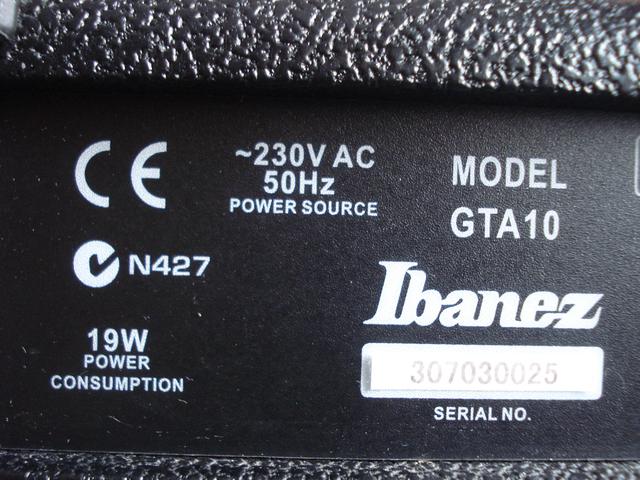 CE
~230V AC
50Hz
POWER SOURCE
MODEL
GTA10
N427
Ibanez
19W
POWER
CONSUMPTION
307030025
SERIAL NO.